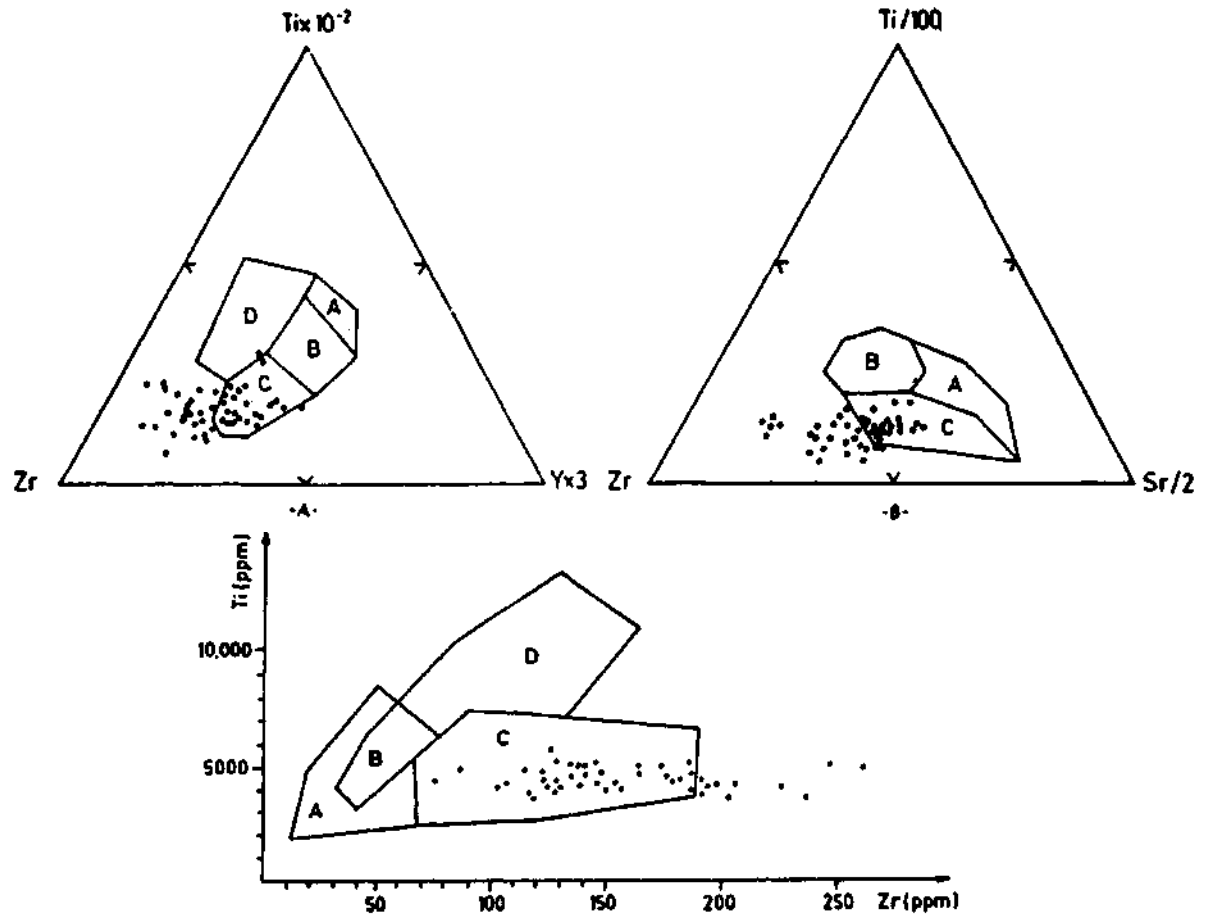 Ti×10⁻²
D
A
B
C
Zr
Y×3
-A-
Ti/100
B
A
C
Zr
Sr/2
-B-
Ti(ppm)
10,000
5000
D
C
B
A
50
100
150
200
250
Zr(ppm)